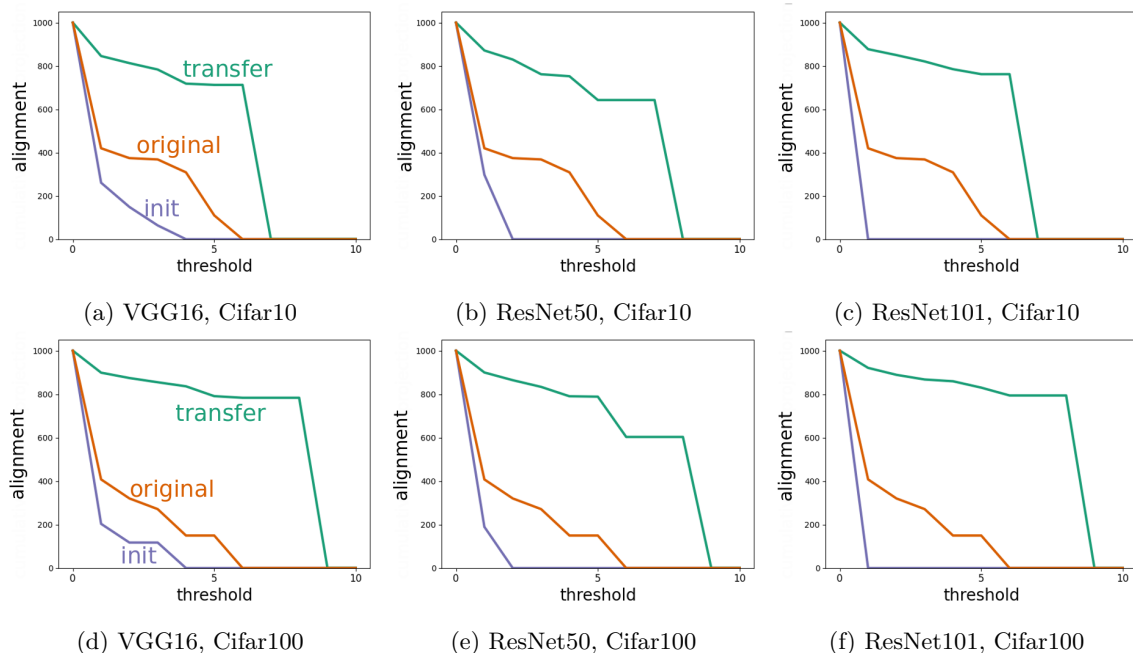 1000
800
600
400
200
0
alignment
transfer
original
init
0 5 10
threshold
(a) VGG16, Cifar10
1000
800
600
400
200
0
alignment
0 5 10
threshold
(b) ResNet50, Cifar10
1000
800
600
400
200
0
alignment
0 5 10
threshold
(c) ResNet101, Cifar10
1000
800
600
400
200
0
alignment
transfer
original
init
0 5 10
threshold
(d) VGG16, Cifar100
1000
800
600
400
200
0
alignment
0 5 10
threshold
(e) ResNet50, Cifar100
1000
800
600
400
200
0
alignment
0 5 10
threshold
(f) ResNet101, Cifar100